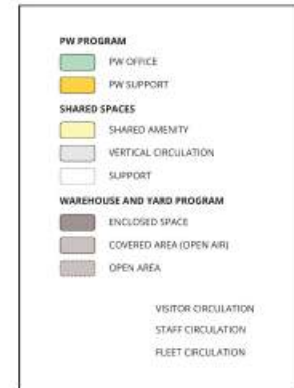 PW PROGRAM
PW OFFICE
PW SUPPORT
SHARED SPACES
SHARED AMENITY
VERTICAL CIRCULATION
SUPPORT
WAREHOUSE AND YARD PROGRAM
ENCLOSED SPACE
COVERED AREA (OPEN AIR)
OPEN AREA
VISITOR CIRCULATION
STAFF CIRCULATION
FLEET CIRCULATION